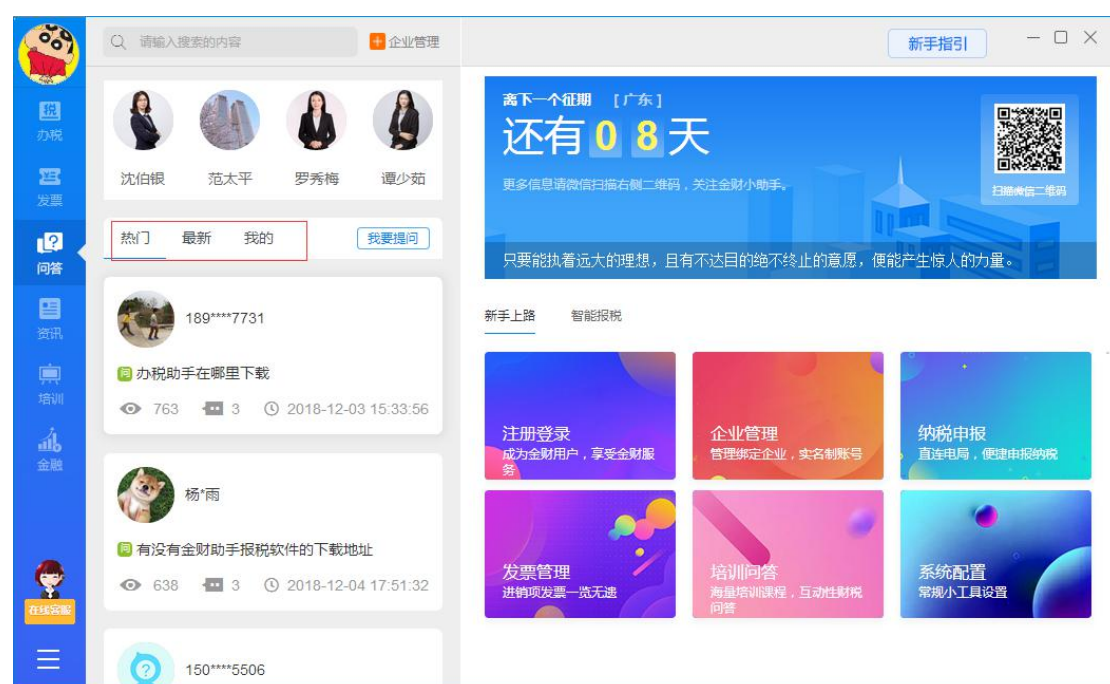 请输入搜索的内容
企业管理
新手指引
税
办税
发票
问答
资讯
培训
金融
在线客服
沈伯银
范太平
罗秀梅
谭少茹
热门
最新
我的
我要提问
189****7731
问 办税助手在哪里下载
763
3
2018-12-03 15:33:56
杨*雨
问 有没有金财助手报税软件的下载地址
638
3
2018-12-04 17:51:32
150****5506
离下一个征期 [广东]
还有08天
更多信息请微信扫描右侧二维码，关注金财小助手。
扫描微信二维码
只要能执着远大的理想，且有不达目的绝不终止的意愿，便能产生惊人的力量。
新手上路
智能报税
注册登录
成为金财用户，享受金财服
务
企业管理
管理绑定企业，实名制账号
纳税申报
直连电局，便捷申报纳税
发票管理
进销项发票一览无遗
培训问答
海量培训课程，互动性财税
问答
系统配置
常规小工具设置